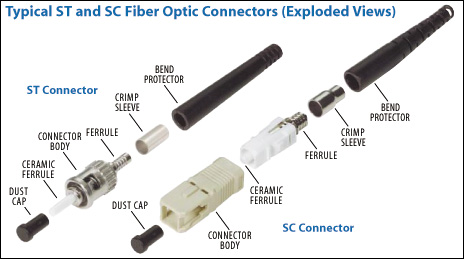 Typical ST and SC Fiber Optic Connectors (Exploded Views)
ST Connector
BEND
PROTECTOR
CRIMP
SLEEVE
FERRULE
CONNECTOR
BODY
CERAMIC
FERRULE
DUST
CAP
BEND
PROTECTOR
CRIMP
SLEEVE
FERRULE
CERAMIC
FERRULE
CONNECTOR
BODY
DUST CAP
SC Connector